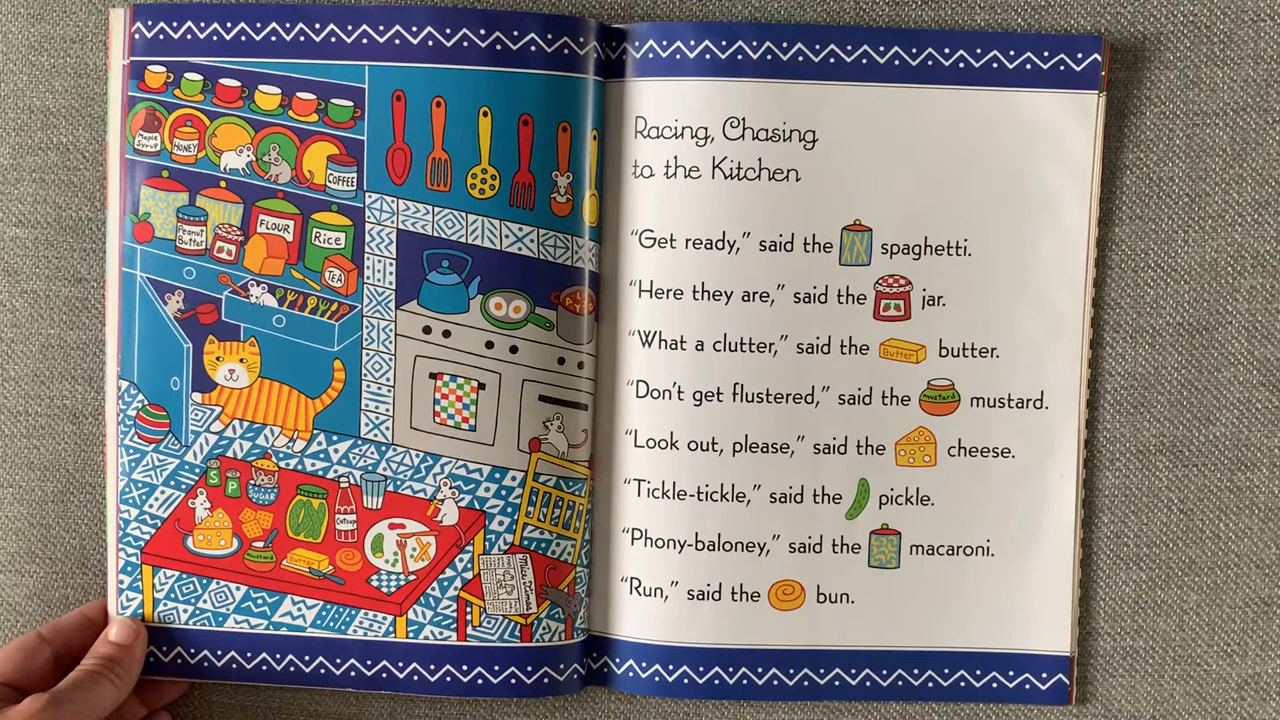 Maple
Syrup
HONEY
COFFEE
Peanut
Butter
FLOUR
Rice
TEA
S
P
SUGAR
Catsup
mustard
Butter
Mice Times
Racing, Chasing
to the Kitchen
“Get ready,” said the spaghetti.
“Here they are,” said the jar.
“What a clutter,” said the Butter butter.
“Don’t get flustered,” said the mustard mustard.
“Look out, please,” said the cheese.
“Tickle-tickle,” said the pickle.
“Phony-baloney,” said the macaroni.
“Run,” said the bun.